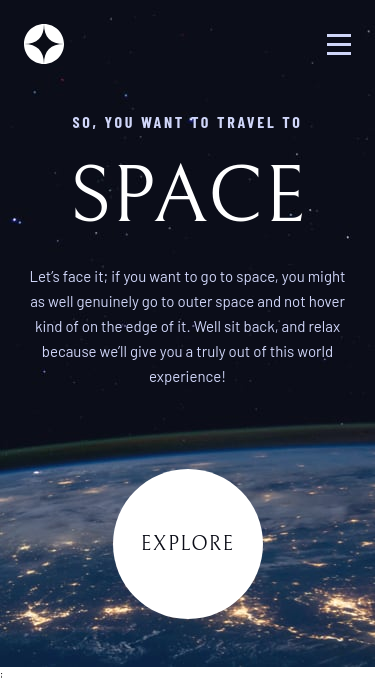 SO, YOU WANT TO TRAVEL TO
SPACE
Let’s face it; if you want to go to space, you might
as well genuinely go to outer space and not hover
kind of on the edge of it. Well sit back, and relax
because we’ll give you a truly out of this world
experience!
EXPLORE
;